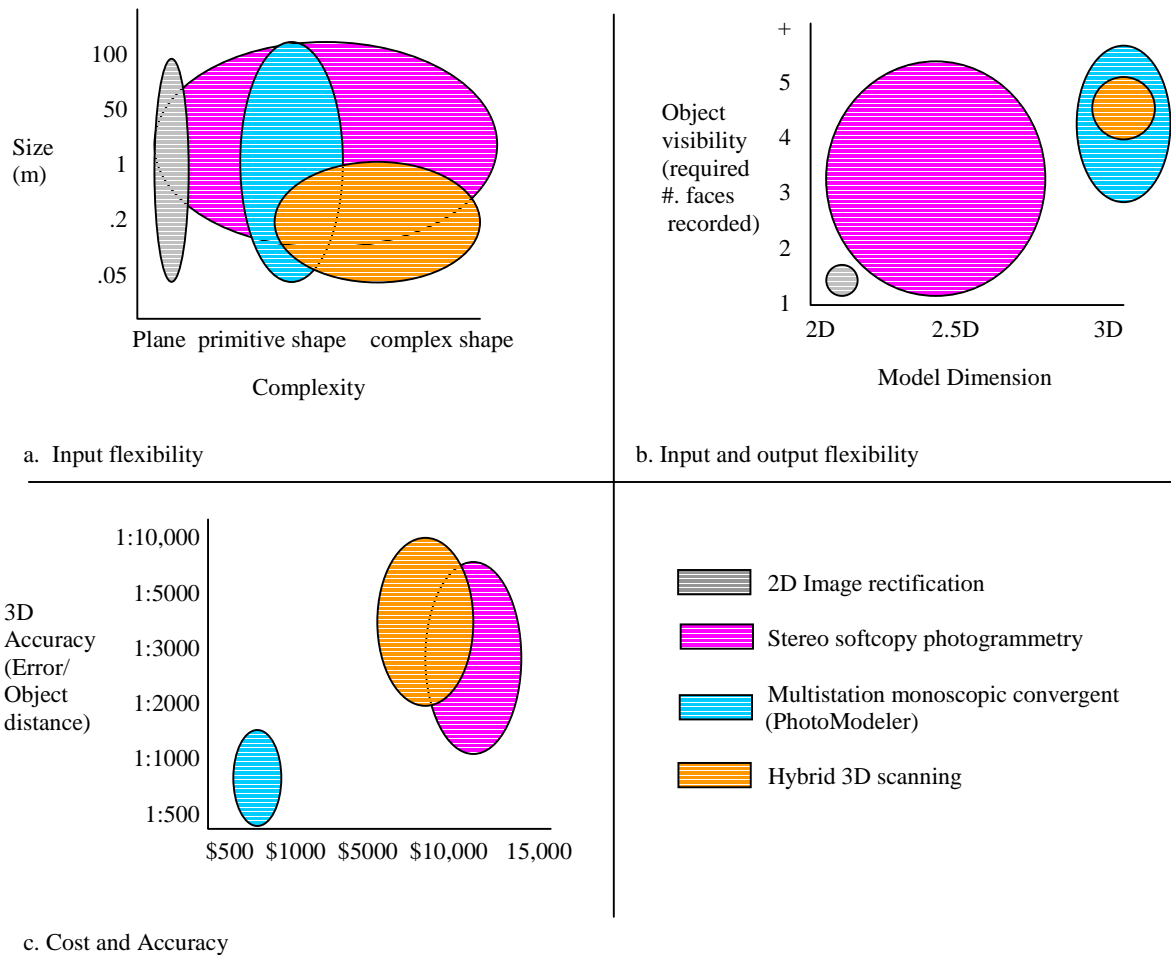 100
50
1
.2
.05
Size
(m)
Plane primitive shape complex shape
Complexity
a. Input flexibility
+
5
4
3
2
1
Object
visibility
(required
#. faces
recorded)
2D 2.5D 3D
Model Dimension
b. Input and output flexibility
1:10,000
1:5000
1:3000
1:2000
1:1000
1:500
3D
Accuracy
(Error/
Object
distance)
$500 $1000 $5000 $10,000 15,000
c. Cost and Accuracy
2D Image rectification
Stereo softcopy photogrammetry
Multistation monoscopic convergent
(PhotoModeler)
Hybrid 3D scanning